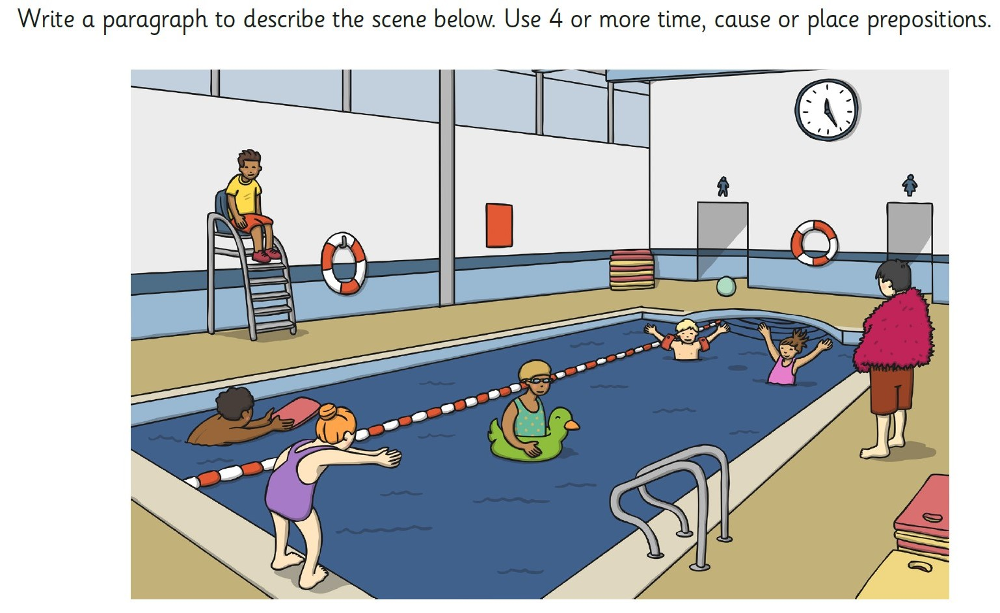 Write a paragraph to describe the scene below. Use 4 or more time, cause or place prepositions.